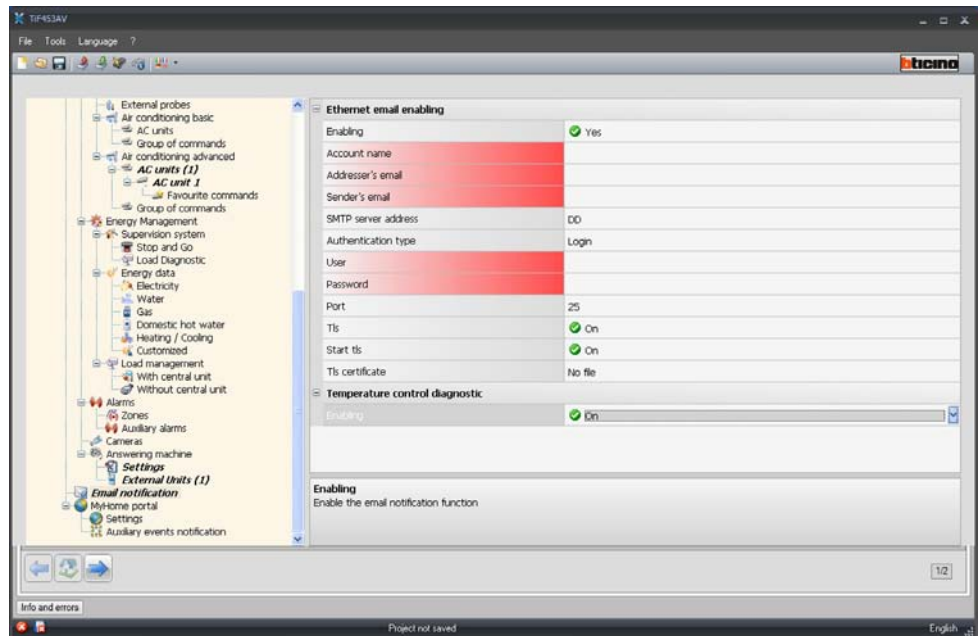 TiF453AV
File Tools Language ?
bticino
External probes
Air conditioning basic
AC units
Group of commands
Air conditioning advanced
AC units (1)
AC unit 1
Favourite commands
Group of commands
Energy Management
Supervision system
Stop and Go
Load Diagnostic
Energy data
Electricity
Water
Gas
Domestic hot water
Heating / Cooling
Customized
Load management
With central unit
Without central unit
Alarms
Zones
Auxiliary alarms
Cameras
Answering machine
Settings
External Units (1)
Email notification
MyHome portal
Settings
Auxiliary events notification
Ethernet email enabling
Enabling Yes
Account name
Addresser's email
Sender's email
SMTP server address DD
Authentication type Login
User
Password
Port 25
Tls On
Start tls On
Tls certificate No file
Temperature control diagnostic
Enabling On
Enabling
Enable the email notification function
1/2
Info and errors
Project not saved English